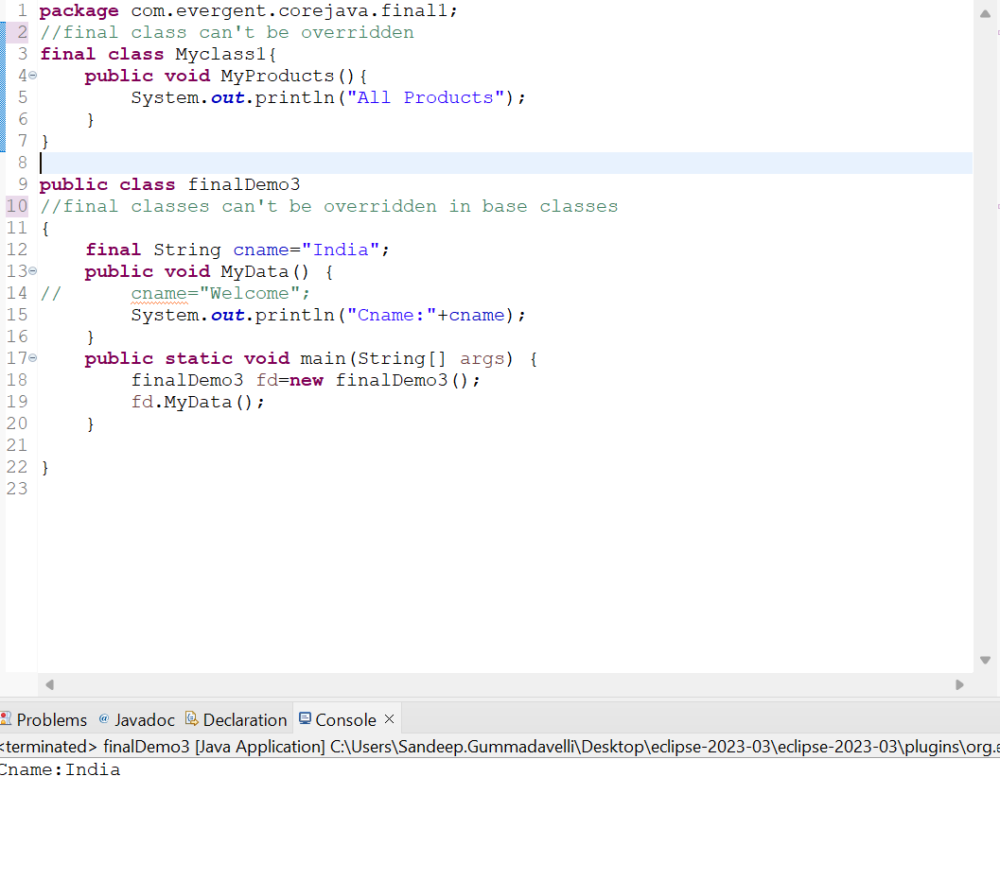 1 package com.evergent.corejava.final1;
2 //final class can't be overridden
3 final class Myclass1{
4 public void MyProducts(){
5 System.out.println("All Products");
6 }
7 }
8
9 public class finalDemo3
10 //final classes can't be overridden in base classes
11 {
12 final String cname="India";
13 public void MyData() {
14 // cname="Welcome";
15 System.out.println("Cname:"+cname);
16 }
17 public static void main(String[] args) {
18 finalDemo3 fd=new finalDemo3();
19 fd.MyData();
20 }
21
22 }
23
Problems @ Javadoc Declaration Console
<terminated> finalDemo3 [Java Application] C:\Users\Sandeep.Gummadavelli\Desktop\eclipse-2023-03\eclipse-2023-03\plugins\org.e
Cname:India